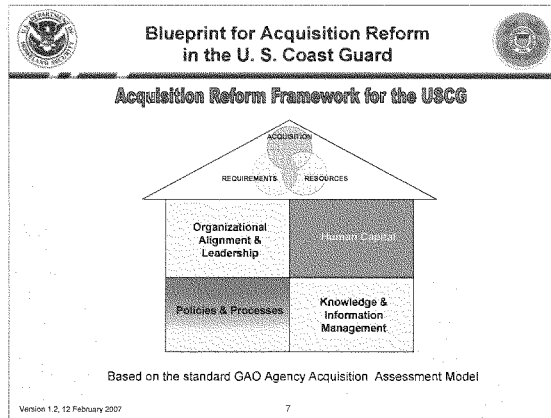 Blueprint for Acquisition Reform
in the U. S. Coast Guard
Acquisition Reform Framework for the USCG
ACQUISITION
REQUIREMENTS
RESOURCES
Organizational
Alignment &
Leadership
Human Capital
Policies & Processes
Knowledge &
Information
Management
Based on the standard GAO Agency Acquisition Assessment Model
Version 1.2, 12 February 2007
7